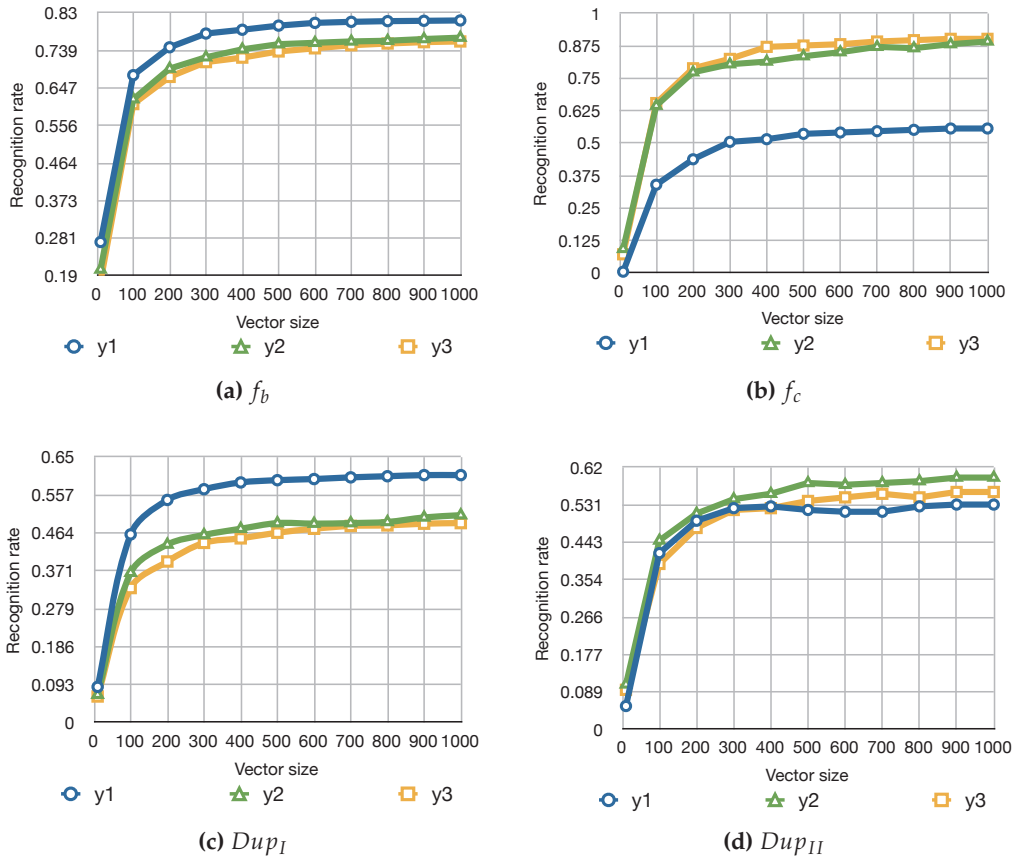 0.83
0.739
0.647
0.556
0.464
0.373
0.281
0.19
Recognition rate
0 100 200 300 400 500 600 700 800 900 1000
Vector size
y1 y2 y3
(a) f_b
1
0.875
0.75
0.625
0.5
0.375
0.25
0.125
0
Recognition rate
0 100 200 300 400 500 600 700 800 900 1000
Vector size
y1 y2 y3
(b) f_c
0.65
0.557
0.464
0.371
0.279
0.186
0.093
0
Recognition rate
0 100 200 300 400 500 600 700 800 900 1000
Vector size
y1 y2 y3
(c) Dup_I
0.62
0.531
0.443
0.354
0.266
0.177
0.089
0
Recognition rate
0 100 200 300 400 500 600 700 800 900 1000
Vector size
y1 y2 y3
(d) Dup_II